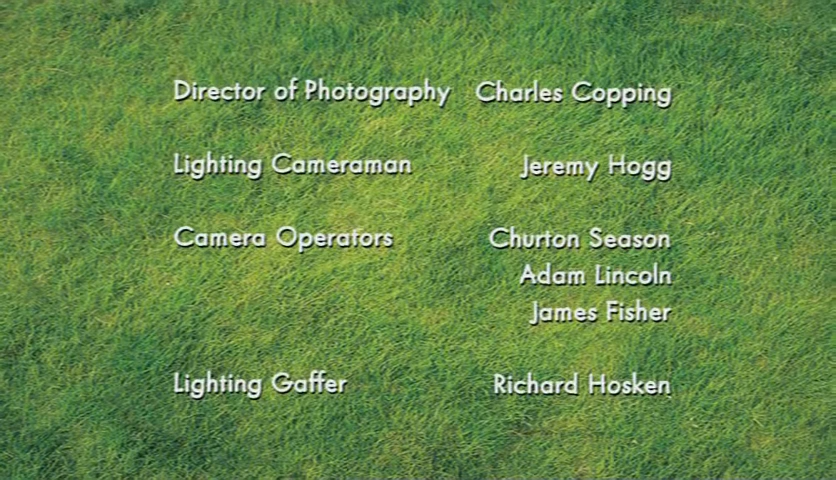 Director of Photography Charles Copping
Lighting Cameraman Jeremy Hogg
Camera Operators Churton Season
Adam Lincoln
James Fisher
Lighting Gaffer Richard Hosken